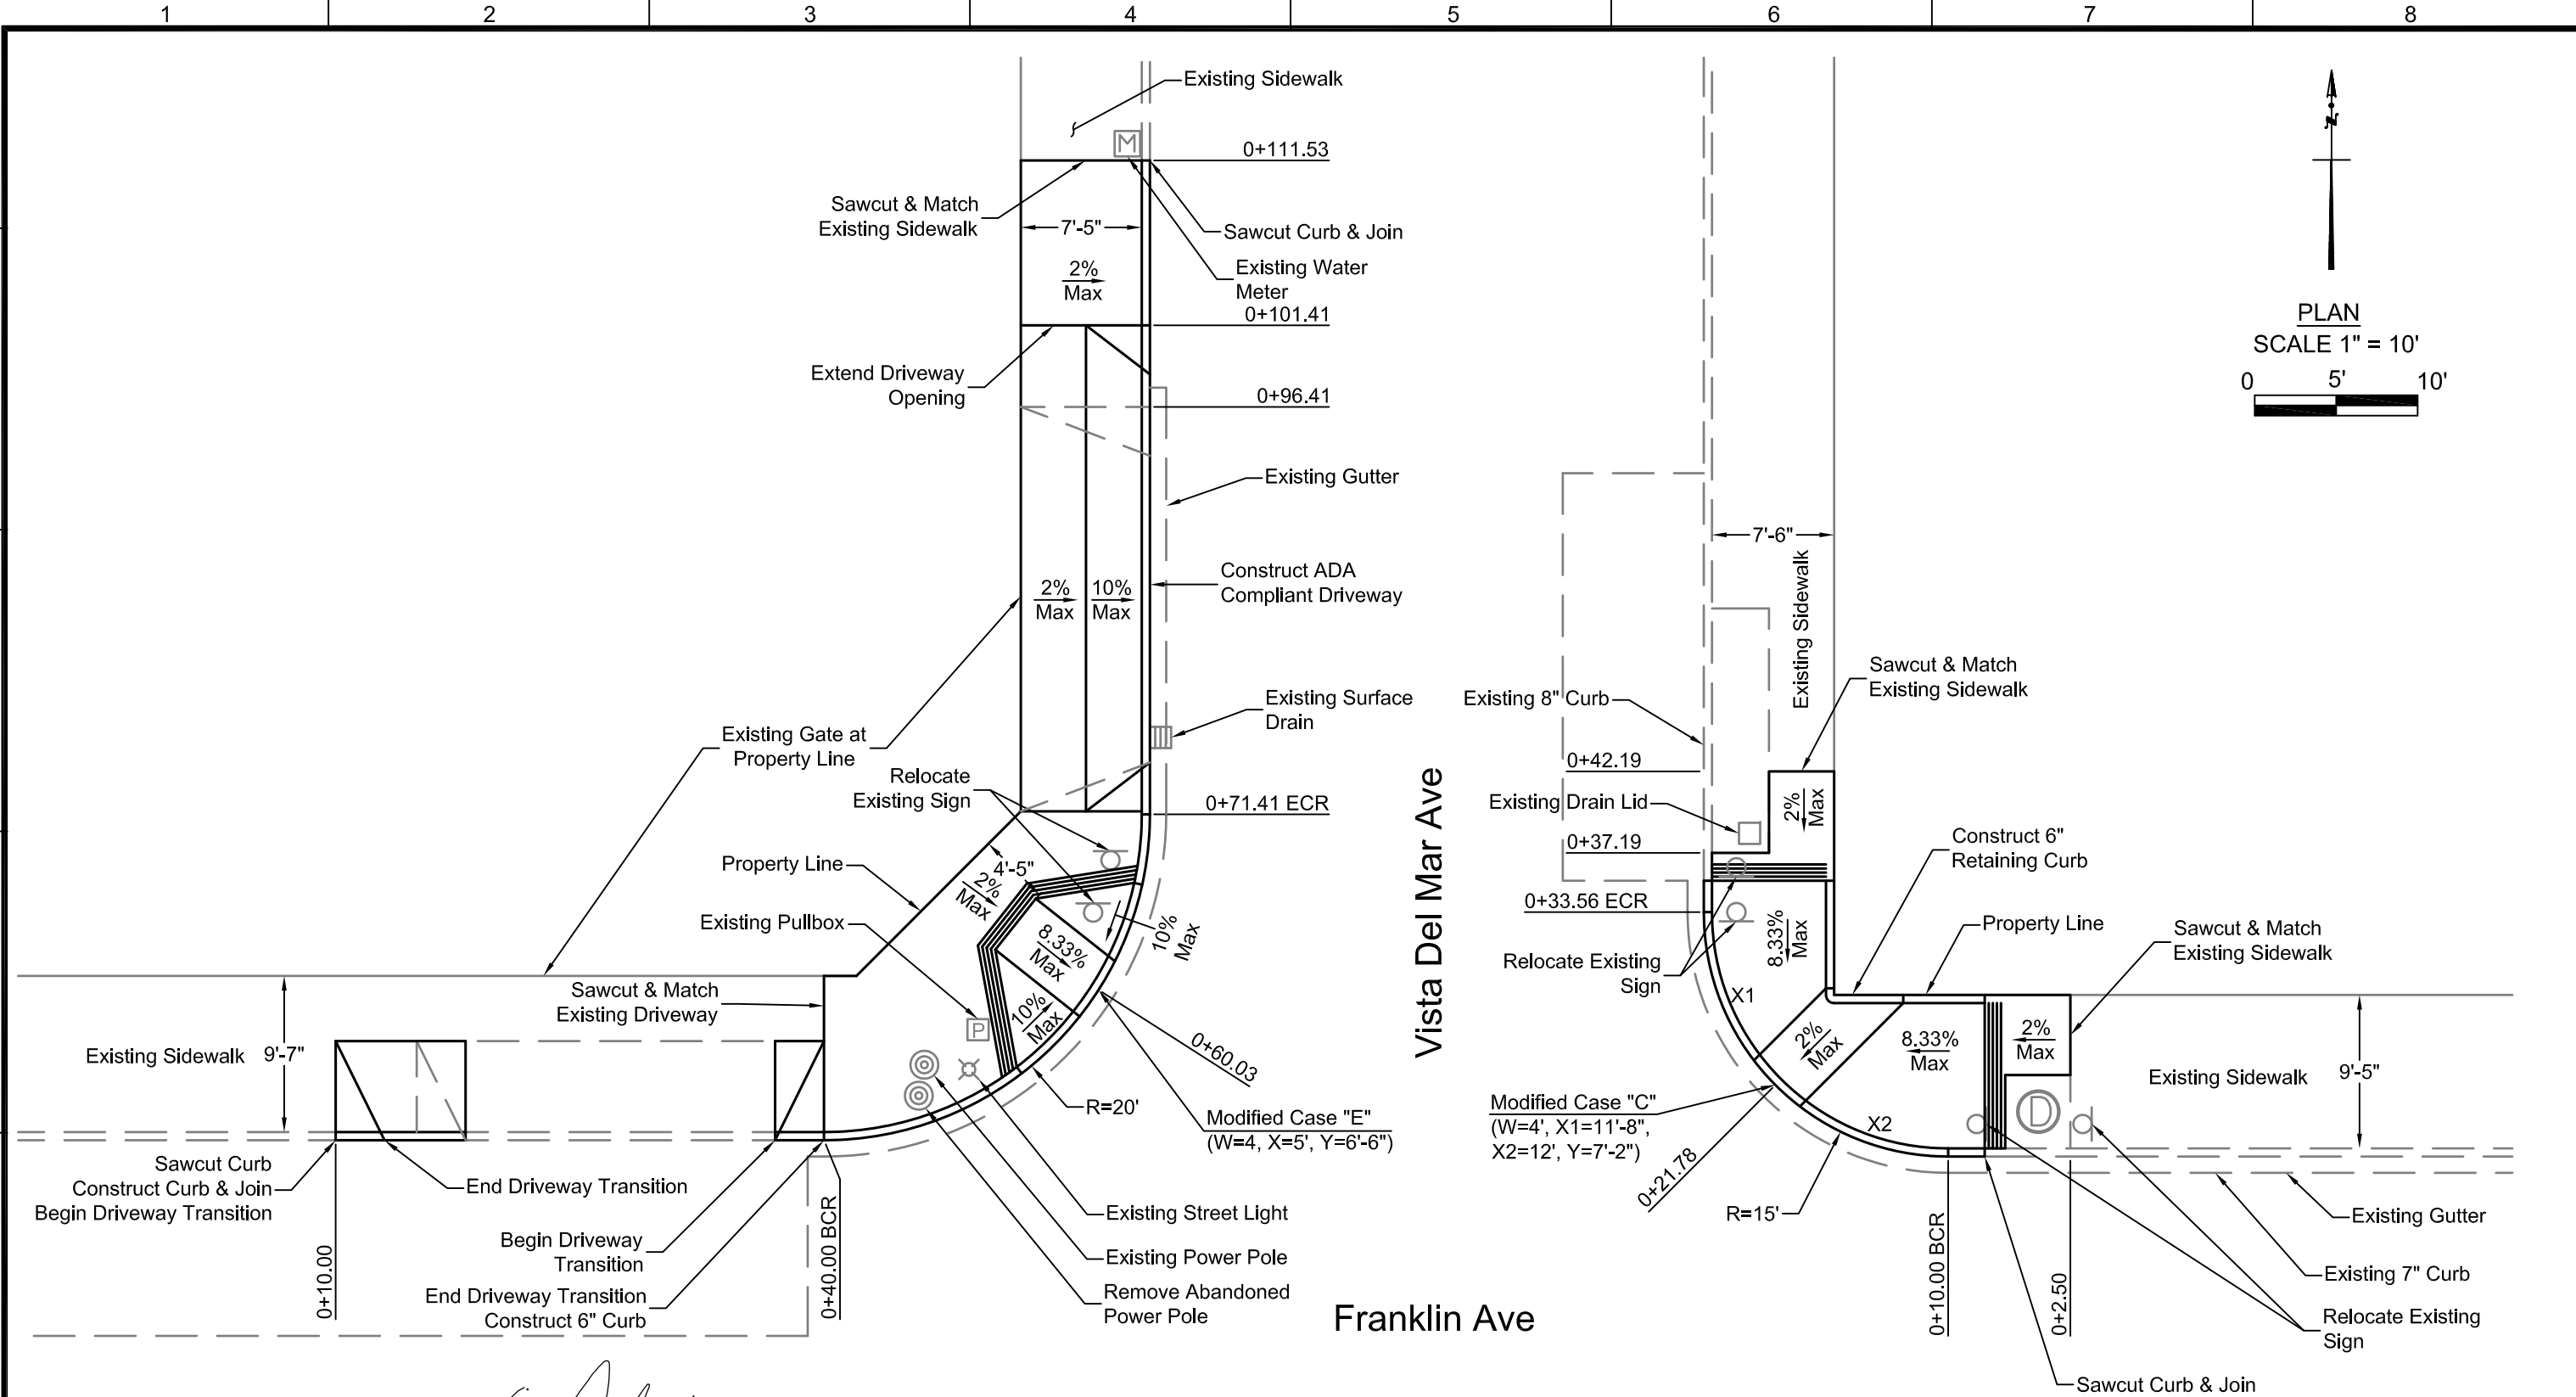 1
2
3
4
5
6
7
8
Existing Sidewalk
M
0+111.53
Sawcut & Match
Existing Sidewalk
7'-5"
2%
Max
Sawcut Curb & Join
Existing Water
Meter
0+101.41
Extend Driveway
Opening
0+96.41
Existing Gutter
2%
Max
10%
Max
Construct ADA
Compliant Driveway
Existing Surface
Drain
Existing Gate at
Property Line
Relocate
Existing Sign
0+71.41 ECR
Property Line
4'-5"
2%
Max
Existing Pullbox
8.33%
Max
10%
Max
10%
Max
P
Sawcut & Match
Existing Driveway
Existing Sidewalk
9'-7"
0+60.03
R=20'
Modified Case "E"
(W=4, X=5', Y=6'-6")
Sawcut Curb
Construct Curb & Join
Begin Driveway Transition
End Driveway Transition
Begin Driveway
Transition
End Driveway Transition
Construct 6" Curb
0+10.00
0+40.00 BCR
Existing Street Light
Existing Power Pole
Remove Abandoned
Power Pole
Franklin Ave
Vista Del Mar Ave
N
PLAN
SCALE 1" = 10'
0
5'
10'
7'-6"
Existing Sidewalk
Sawcut & Match
Existing Sidewalk
Existing 8" Curb
0+42.19
Existing Drain Lid
2%
Max
0+37.19
Construct 6"
Retaining Curb
0+33.56 ECR
8.33%
Max
Property Line
Sawcut & Match
Existing Sidewalk
Relocate Existing
Sign
X1
2%
Max
8.33%
Max
2%
Max
D
Existing Sidewalk
9'-5"
Modified Case "C"
(W=4', X1=11'-8",
X2=12', Y=7'-2")
X2
0+21.78
R=15'
0+10.00 BCR
0+2.50
Existing Gutter
Existing 7" Curb
Relocate Existing
Sign
Sawcut Curb & Join